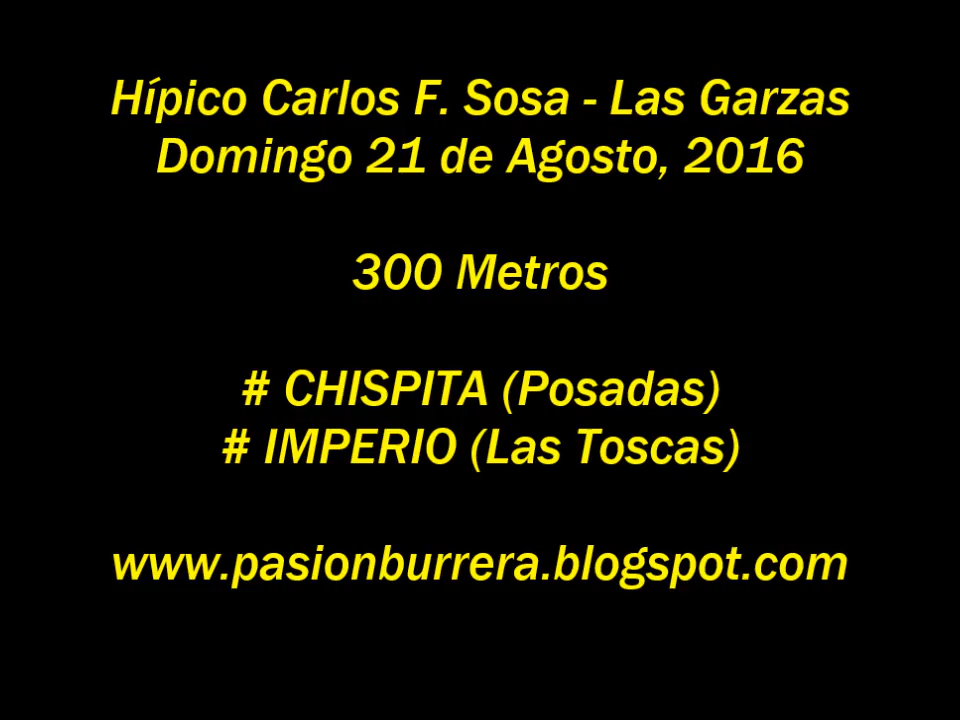 Hípico Carlos F. Sosa - Las Garzas
Domingo 21 de Agosto, 2016
300 Metros
# CHISPITA (Posadas)
# IMPERIO (Las Toscas)
www.pasionburrera.blogspot.com